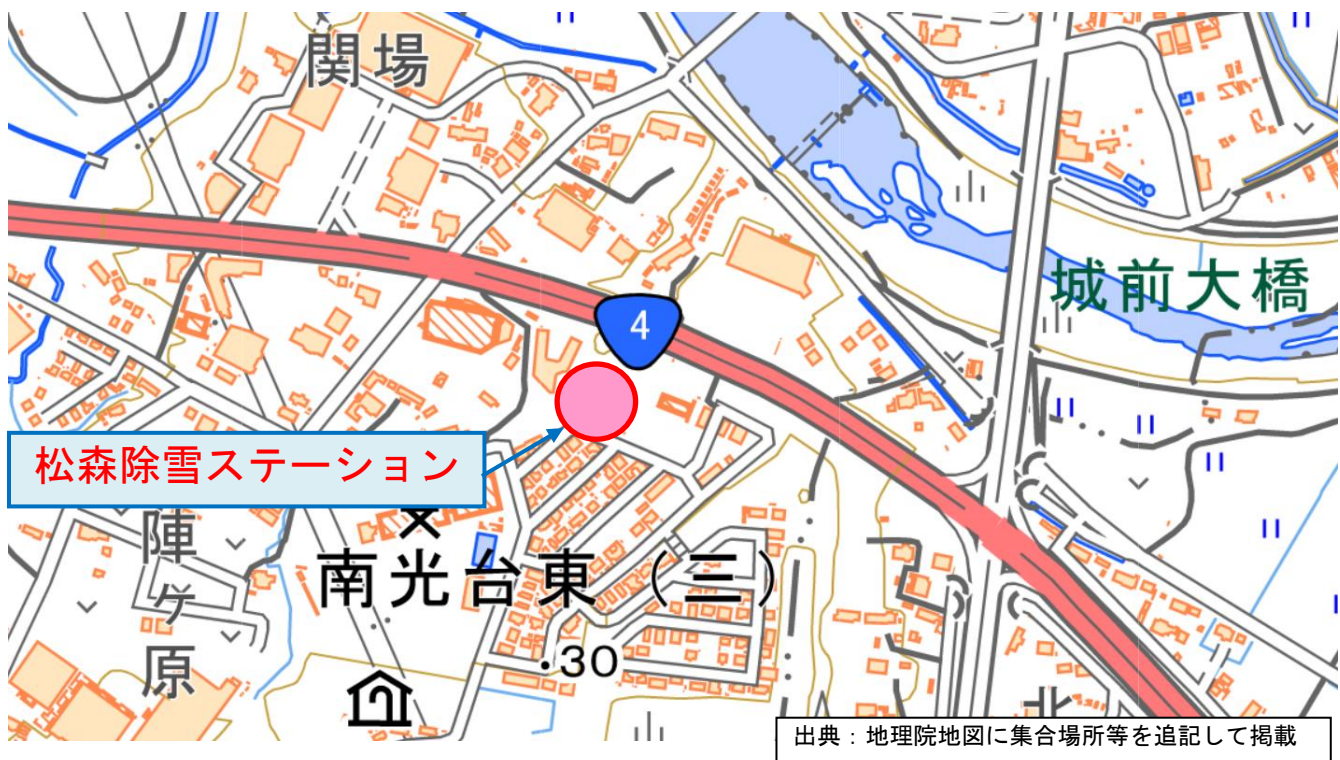 関場
城前大橋
4
松森除雪ステーション
陣ヶ原
南光台東(三)
・30
北
出典:地理院地図に集合場所等を追記して掲載